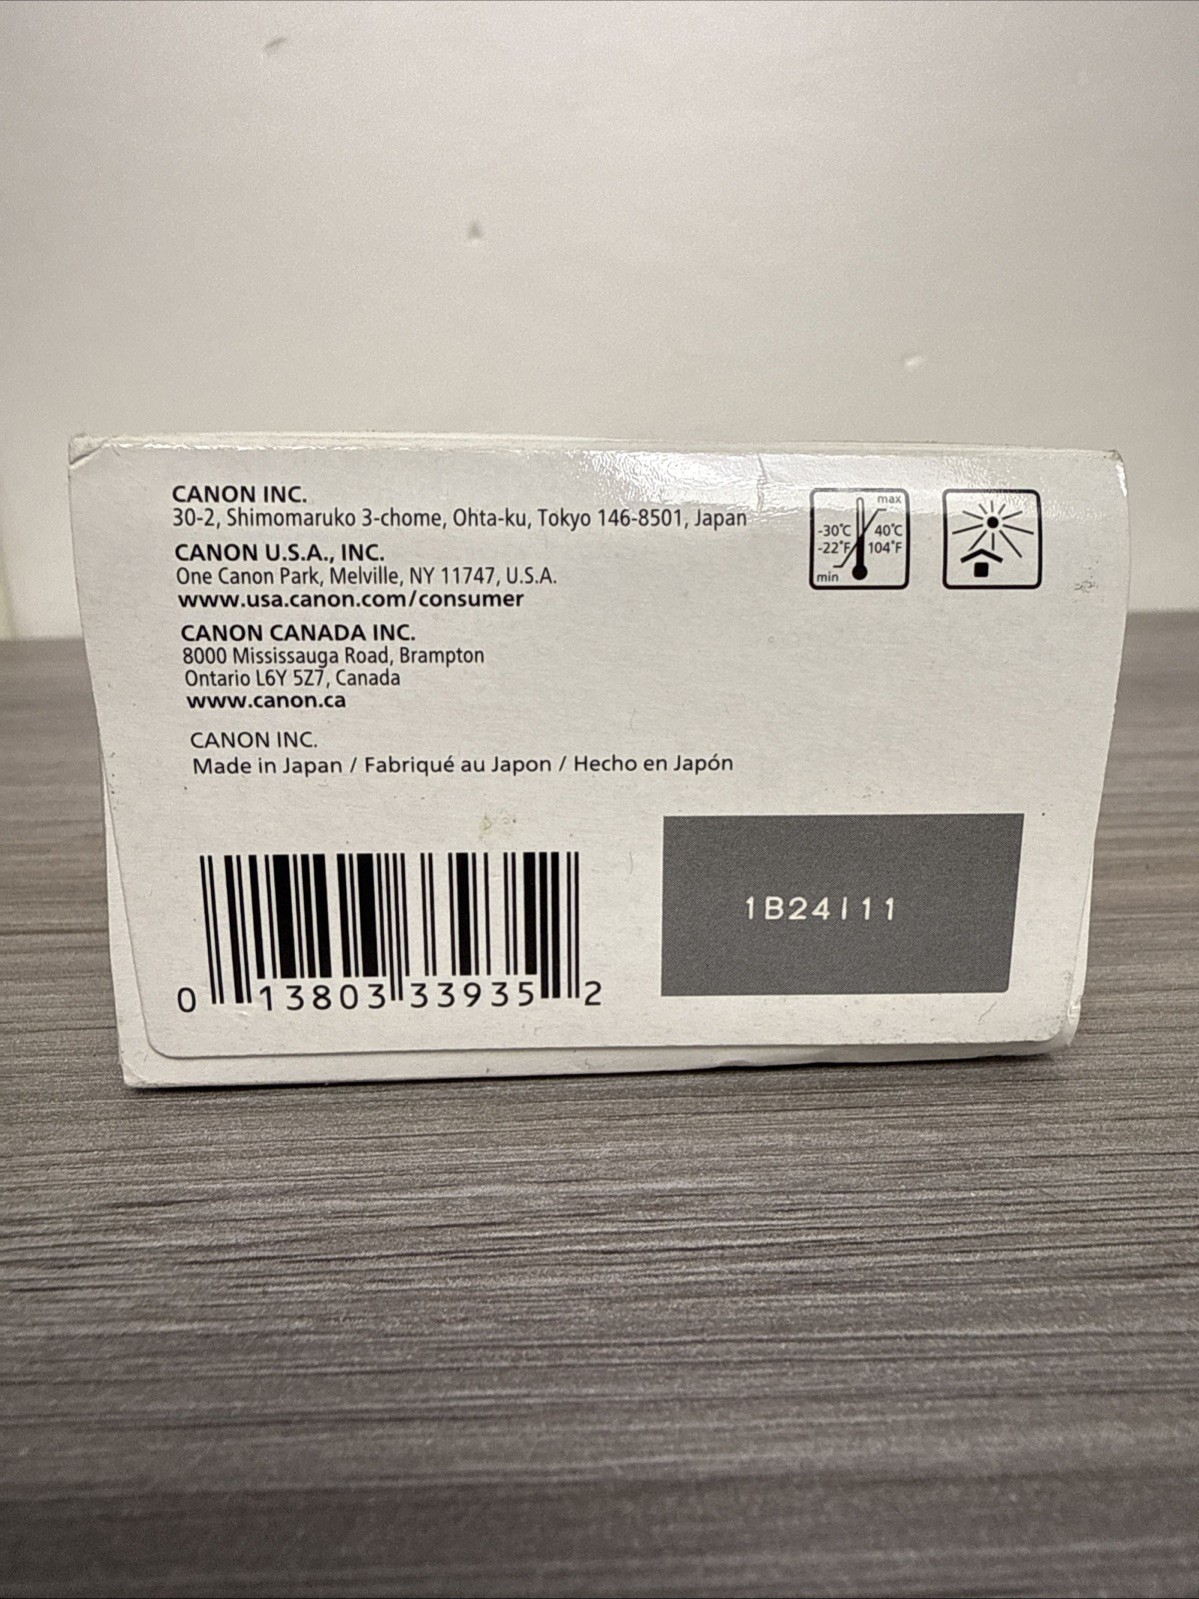 CANON INC.
30-2, Shimomaruko 3-chome, Ohta-ku, Tokyo 146-8501, Japan
CANON U.S.A., INC.
One Canon Park, Melville, NY 11747, U.S.A.
www.usa.canon.com/consumer
CANON CANADA INC.
8000 Mississauga Road, Brampton
Ontario L6Y 5Z7, Canada
www.canon.ca
CANON INC.
Made in Japan / Fabriqué au Japon / Hecho en Japón
max
-30℃ 40℃
-22°F 104°F
min
0 13803 33935 2
1B24I11